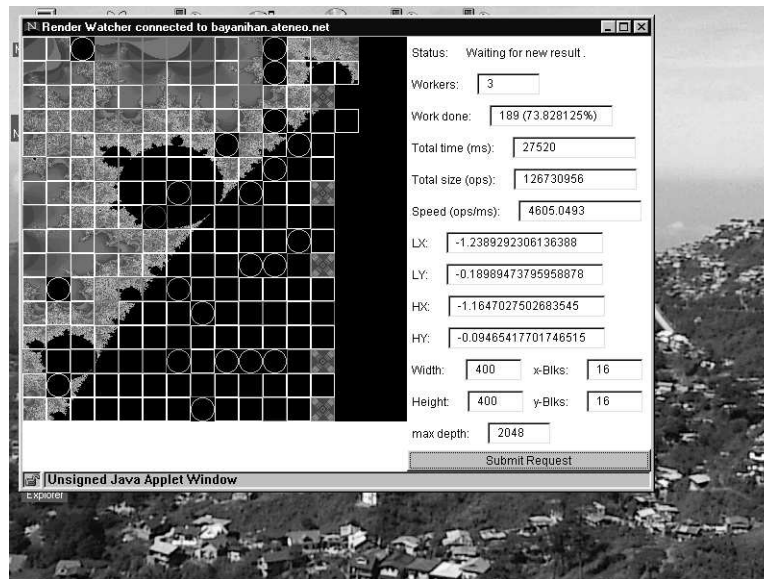 Render Watcher connected to bayanihan.ateneo.net
Status: Waiting for new result .
Workers: 3
Work done: 189 (73.828125%)
Total time (ms): 27520
Total size (ops): 126730956
Speed (ops/ms): 4605.0493
LX: -1.2389292306136388
LY: -0.18989473795958878
HX: -1.1647027502683545
HY: -0.09465417701746515
Width: 400 x-Blks: 16
Height: 400 y-Blks: 16
max depth: 2048
Submit Request
Unsigned Java Applet Window
Explorer